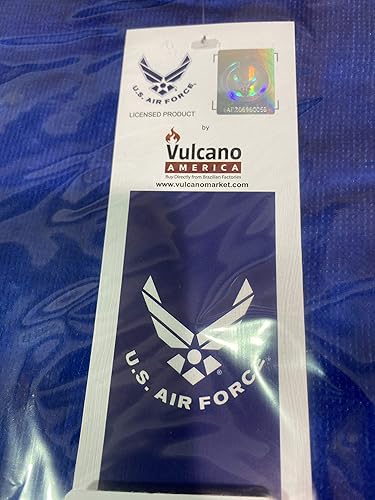 U.S. AIR FORCE
LICENSED PRODUCT
by
Vulcano
AMERICA
Buy Directly from Brazilian Factories
www.vulcanomarket.com
U.S. AIR FORCE®